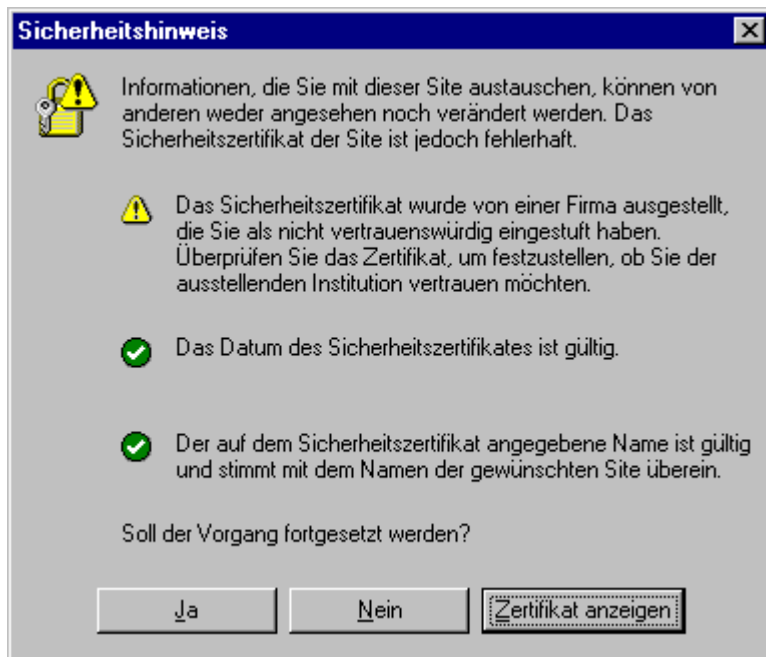 Sicherheitshinweis
Informationen, die Sie mit dieser Site austauschen, können von
anderen weder angesehen noch verändert werden. Das
Sicherheitszertifikat der Site ist jedoch fehlerhaft.
Das Sicherheitszertifikat wurde von einer Firma ausgestellt,
die Sie als nicht vertrauenswürdig eingestuft haben.
Überprüfen Sie das Zertifikat, um festzustellen, ob Sie der
ausstellenden Institution vertrauen möchten.
Das Datum des Sicherheitszertifikates ist gültig.
Der auf dem Sicherheitszertifikat angegebene Name ist gültig
und stimmt mit dem Namen der gewünschten Site überein.
Soll der Vorgang fortgesetzt werden?
Ja
Nein
Zertifikat anzeigen